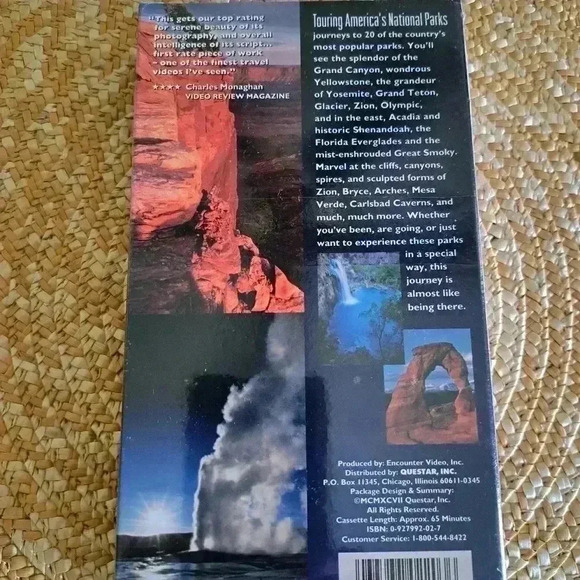 "This gets our top rating
for serene beauty of its
photography, and overall
intelligence of its script...
first rate piece of work
- one of the finest travel
videos I've seen."
★★★★ Charles Monaghan
VIDEO REVIEW MAGAZINE
Touring America's National Parks
journeys to 20 of the country's
most popular parks. You'll
see the splendor of the
Grand Canyon, wondrous
Yellowstone, the grandeur
of Yosemite, Grand Teton,
Glacier, Zion, Olympic,
and in the east, Acadia and
historic Shenandoah, the
Florida Everglades and the
mist-enshrouded Great Smoky.
Marvel at the cliffs, canyons,
spires, and sculpted forms of
Zion, Bryce, Arches, Mesa
Verde, Carlsbad Caverns, and
much, much more. Whether
you've been, are going, or just
want to experience these parks
in a special
way, this
journey is
almost like
being there.
Produced by: Encounter Video, Inc.
Distributed by: QUESTAR, INC.
P.O. Box 11345, Chicago, Illinois 60611-0345
Package Design & Summary:
©MCMXCVII Questar, Inc.
All Rights Reserved.
Cassette Length: Approx. 65 Minutes
ISBN: 0-927992-02-7
Customer Service: 1-800-544-8422